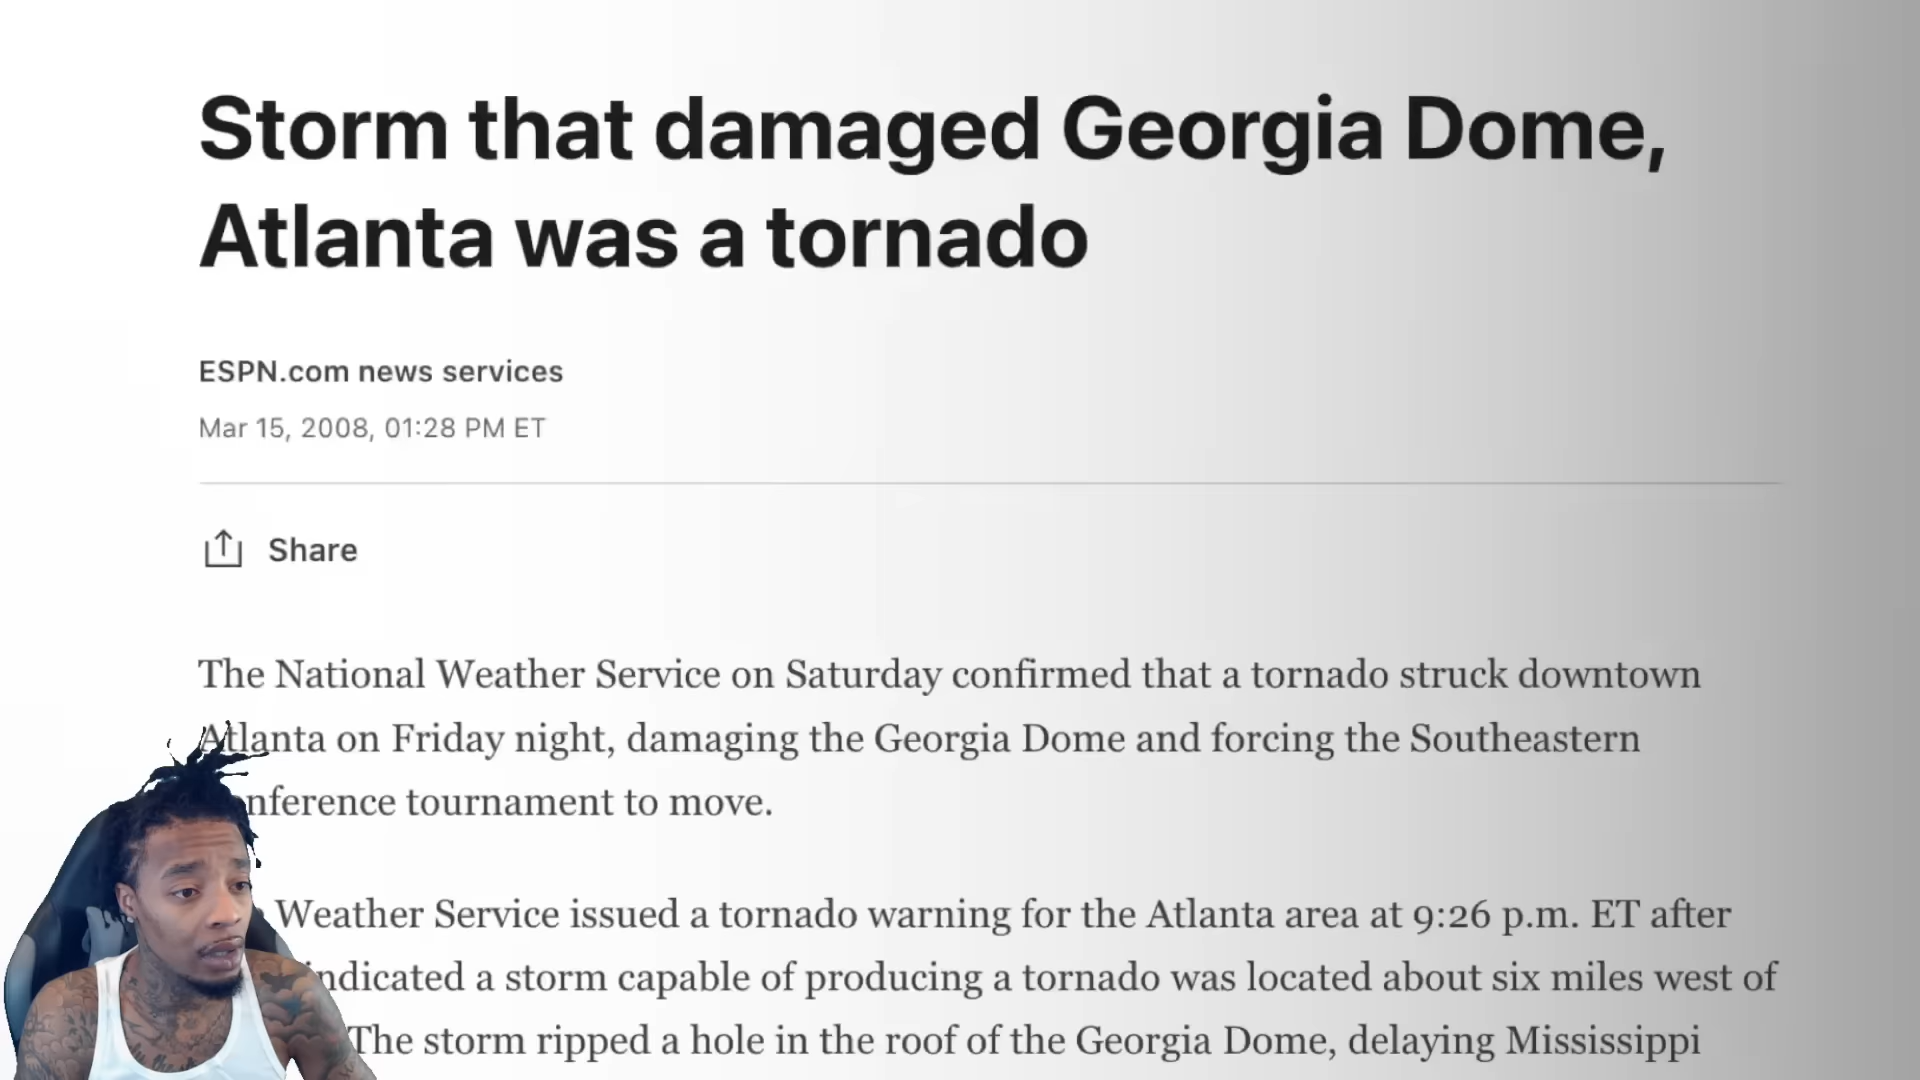 Storm that damaged Georgia Dome,
Atlanta was a tornado
ESPN.com news services
Mar 15, 2008, 01:28 PM ET
Share
The National Weather Service on Saturday confirmed that a tornado struck downtown
Atlanta on Friday night, damaging the Georgia Dome and forcing the Southeastern
nference tournament to move.
Weather Service issued a tornado warning for the Atlanta area at 9:26 p.m. ET after
indicated a storm capable of producing a tornado was located about six miles west of
The storm ripped a hole in the roof of the Georgia Dome, delaying Mississippi